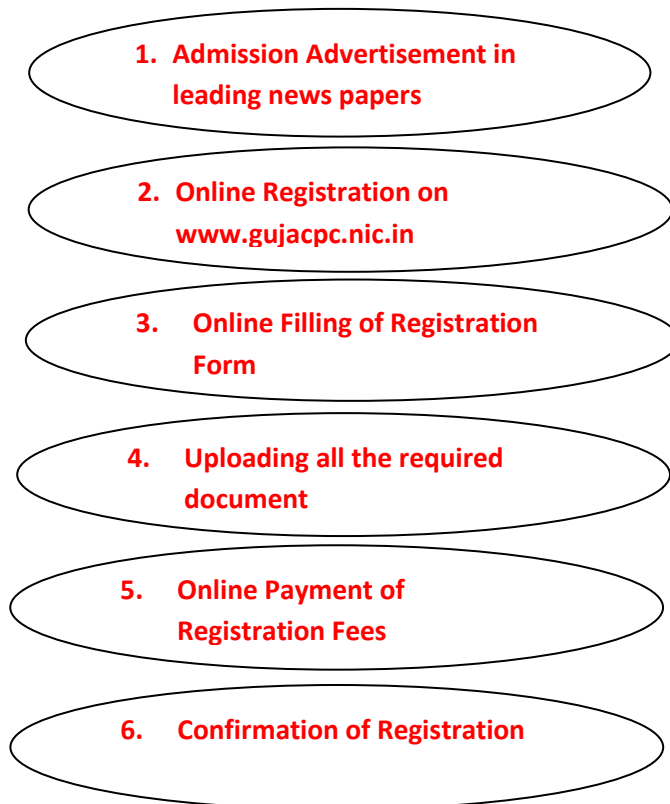 1. Admission Advertisement in
leading news papers
2. Online Registration on
www.gujacpc.nic.in
3. Online Filling of Registration
Form
4. Uploading all the required
document
5. Online Payment of
Registration Fees
6. Confirmation of Registration